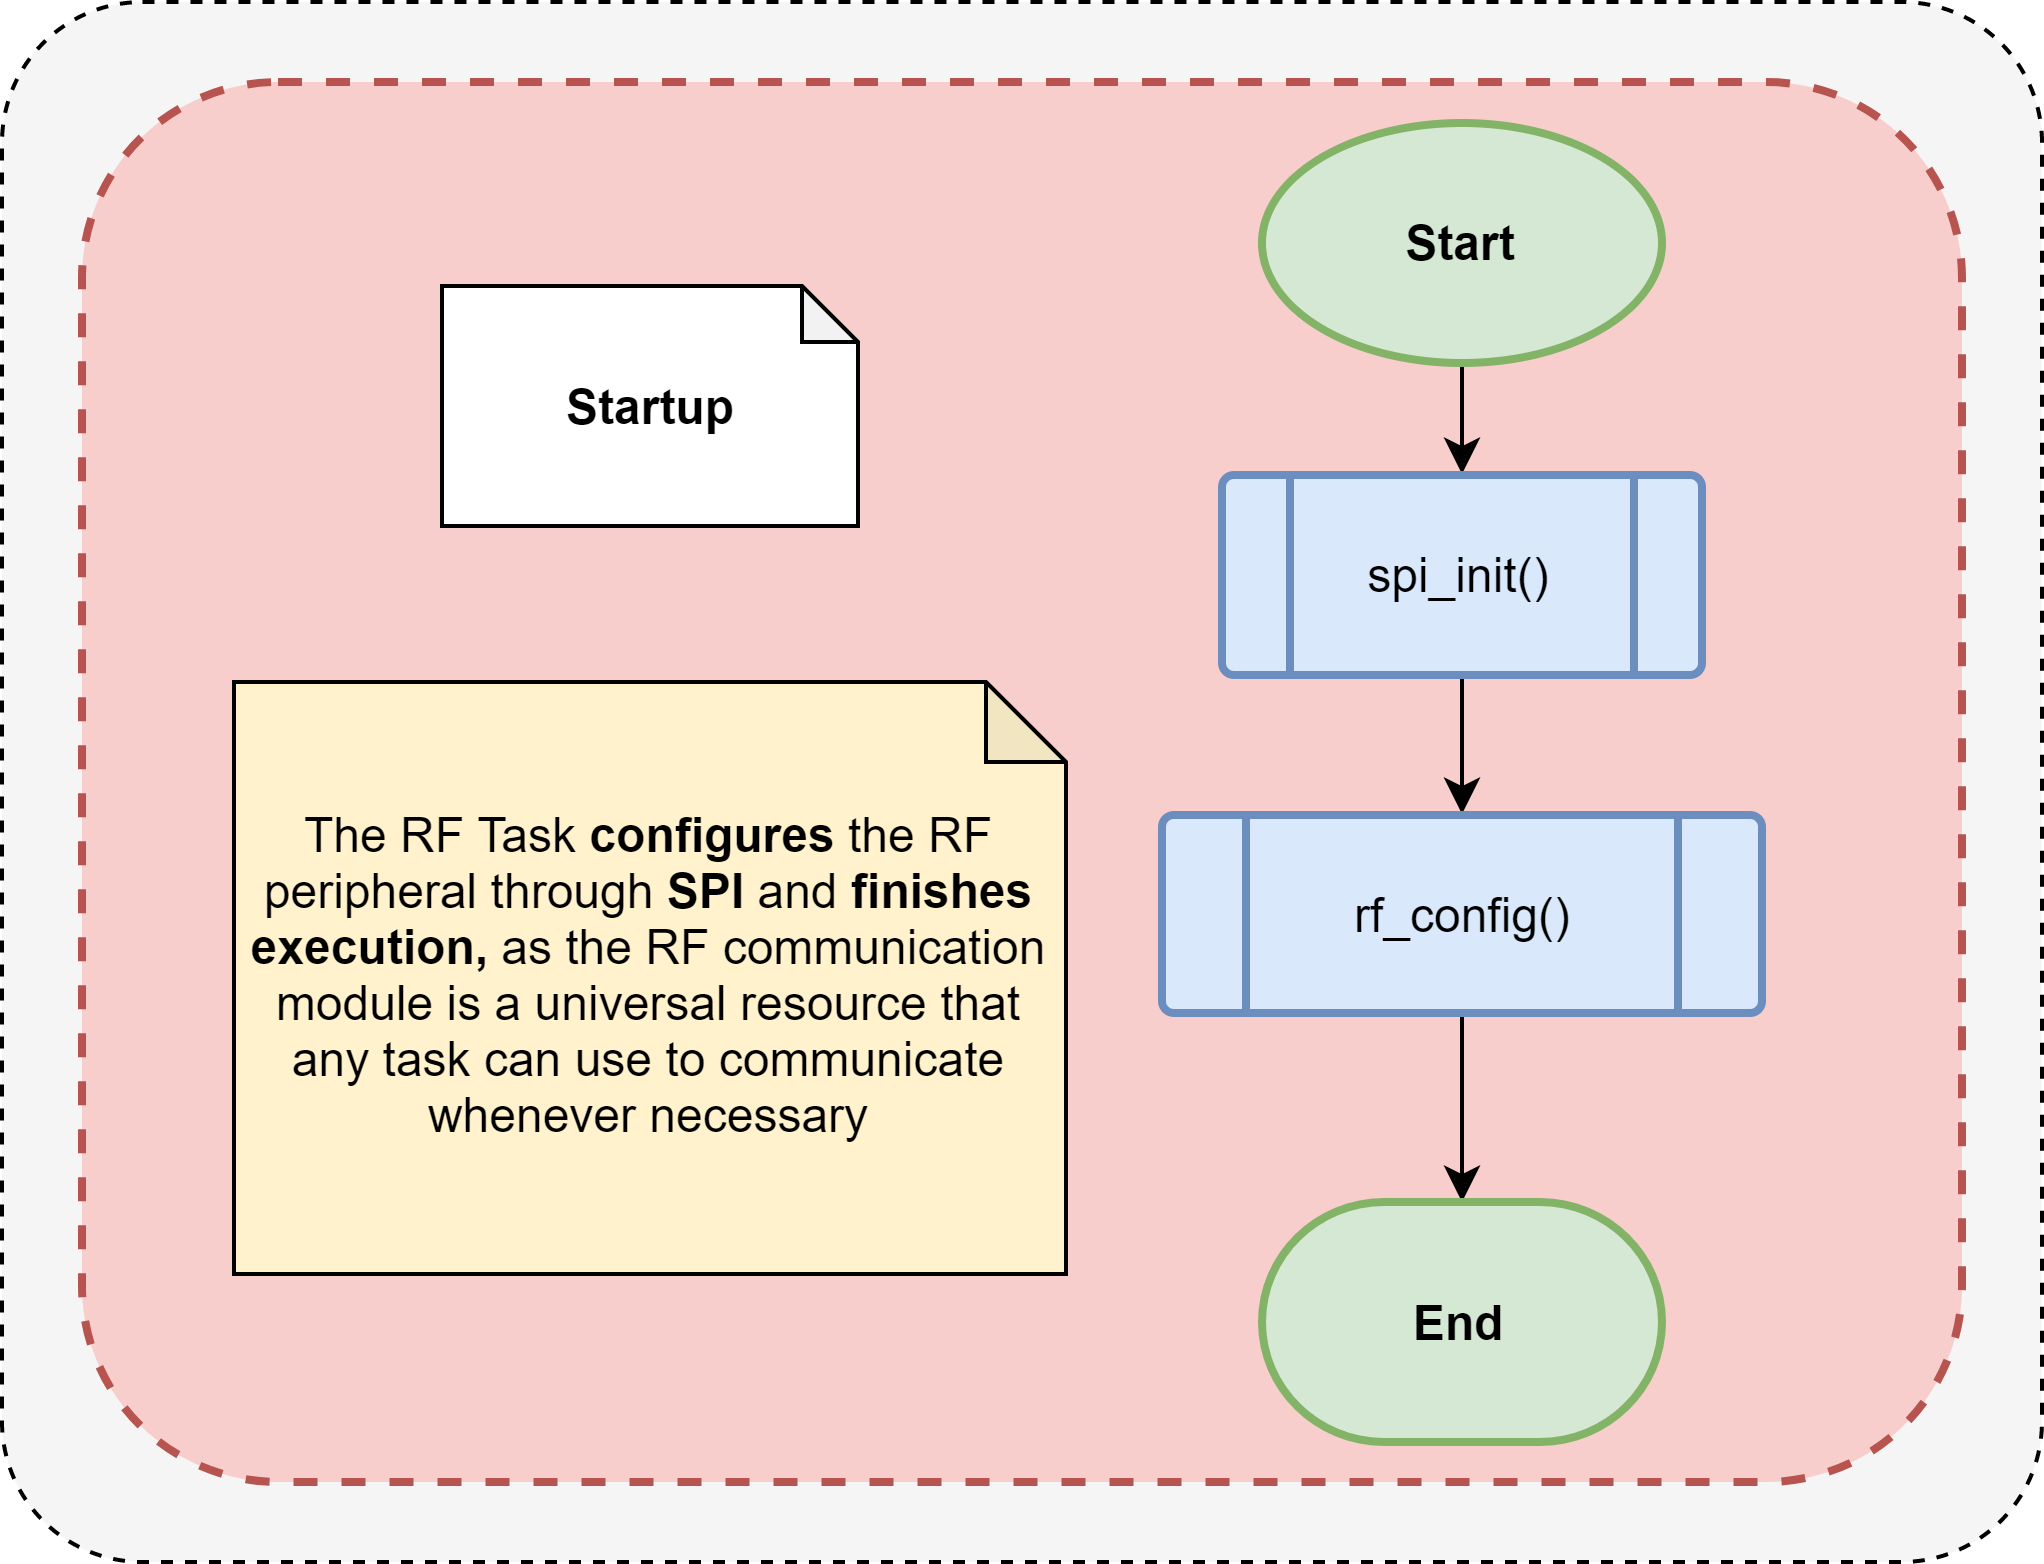 Start
Startup
spi_init()
The RF Task configures the RF
peripheral through SPI and finishes
execution, as the RF communication
module is a universal resource that
any task can use to communicate
whenever necessary
rf_config()
End